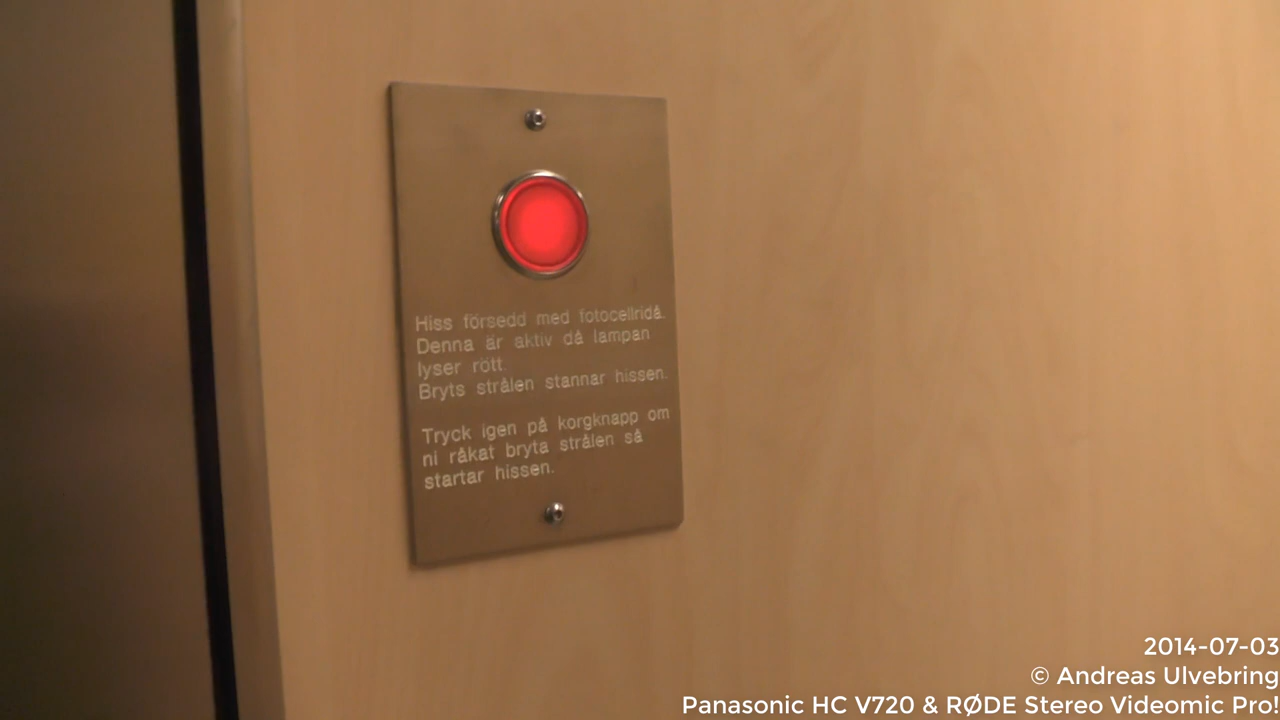 Hiss försedd med fotocellridå.
Denna är aktiv då lampan
lyser rött.
Bryts strålen stannar hissen.
Tryck igen på korgknapp om
ni råkat bryta strålen så
startar hissen.
2014-07-03
© Andreas Ulvebring
Panasonic HC V720 & RØDE Stereo Videomic Pro!